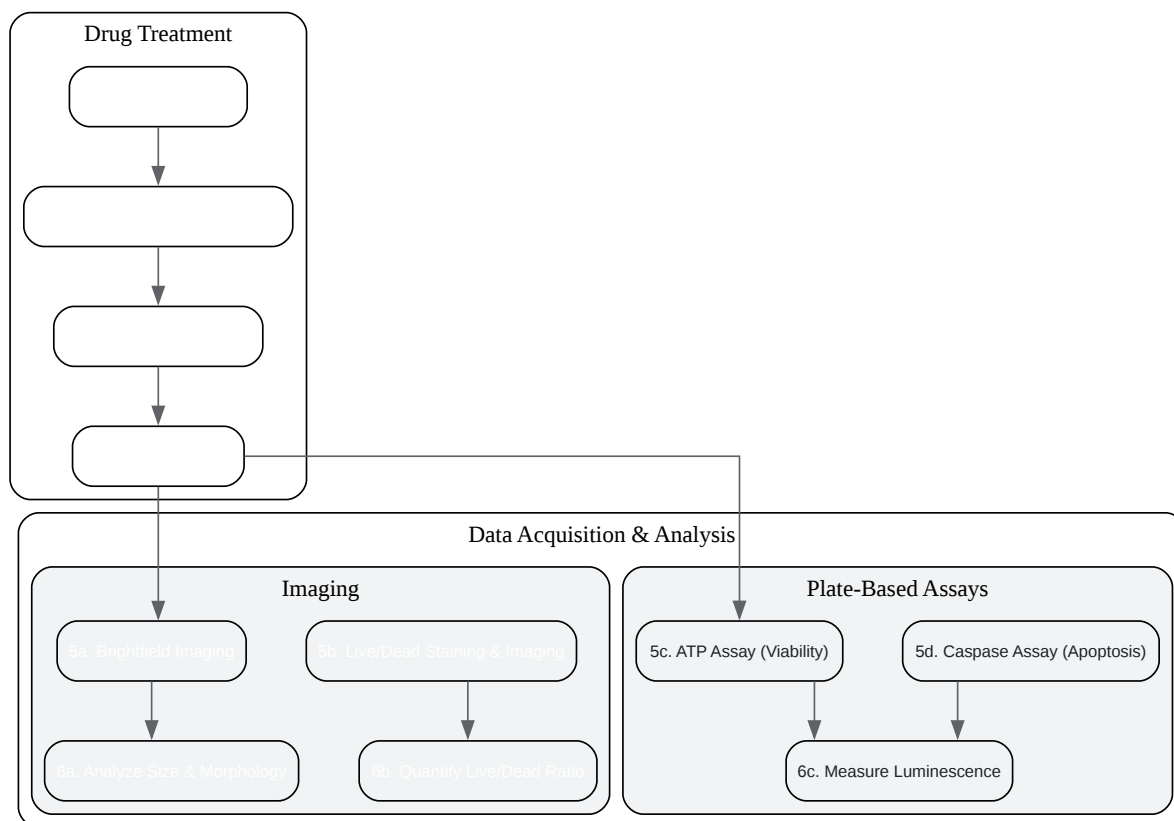 Drug Treatment
Data Acquisition & Analysis
Imaging
Plate-Based Assays
5a. Brightfield Imaging
5b. Live/Dead Staining & Imaging
5c. ATP Assay (Viability)
5d. Caspase Assay (Apoptosis)
6a. Analyze Size & Morphology
6b. Quantify Live/Dead Ratio
6c. Measure Luminescence